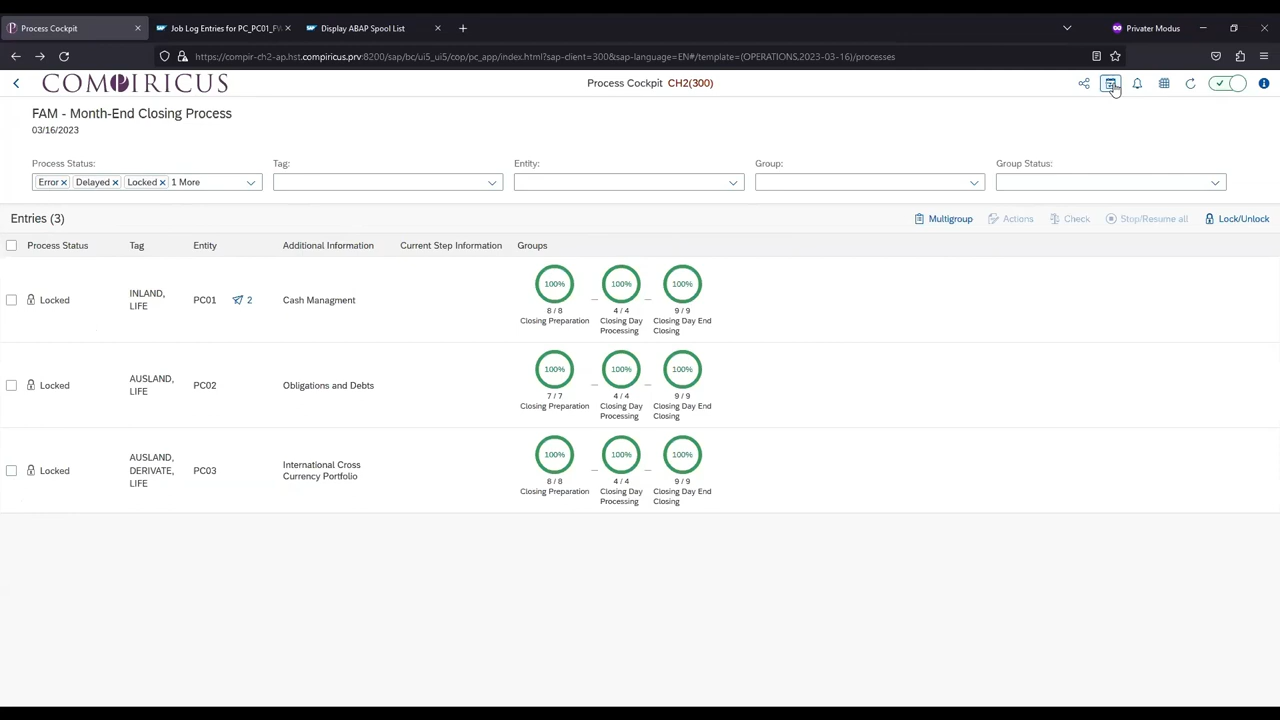 Process Cockpit
Job Log Entries for PC_PC01_F
Display ABAP Spool List
Privater Modus
https://compir-ch2-ap.hst.compiricus.prv:8200/sap/bc/ui5_ui5/cop/pc_app/index.html?sap-client=300&sap-language=EN#/template=(OPERATIONS,2023-03-16)/processes
COMPIRICUS
Process Cockpit CH2(300)
FAM - Month-End Closing Process
03/16/2023
Process Status:
Tag:
Entity:
Group:
Group Status:
Error
Delayed
Locked
1 More
Entries (3)
Multigroup
Actions
Check
Stop/Resume all
Lock/Unlock
Process Status
Tag
Entity
Additional Information
Current Step Information
Groups
Locked
INLAND,
LIFE
PC01
2
Cash Managment
100%
8 / 8
Closing Preparation
100%
4 / 4
Closing Day
Processing
100%
9 / 9
Closing Day End
Closing
Locked
AUSLAND,
LIFE
PC02
Obligations and Debts
100%
7 / 7
Closing Preparation
100%
4 / 4
Closing Day
Processing
100%
9 / 9
Closing Day End
Closing
Locked
AUSLAND,
DERIVATE,
LIFE
PC03
International Cross
Currency Portfolio
100%
8 / 8
Closing Preparation
100%
4 / 4
Closing Day
Processing
100%
9 / 9
Closing Day End
Closing